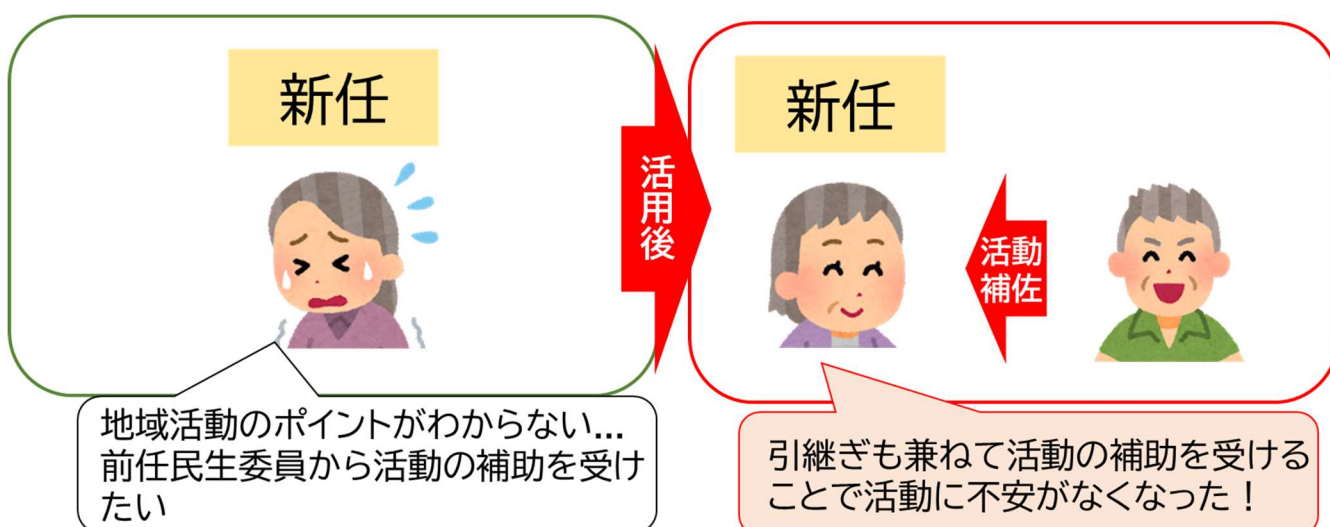 新任
地域活動のポイントがわからない…
前任民生委員から活動の補助を受け
たい
活用後
新任
活動
補佐
引継ぎも兼ねて活動の補助を受ける
ことで活動に不安がなくなった！